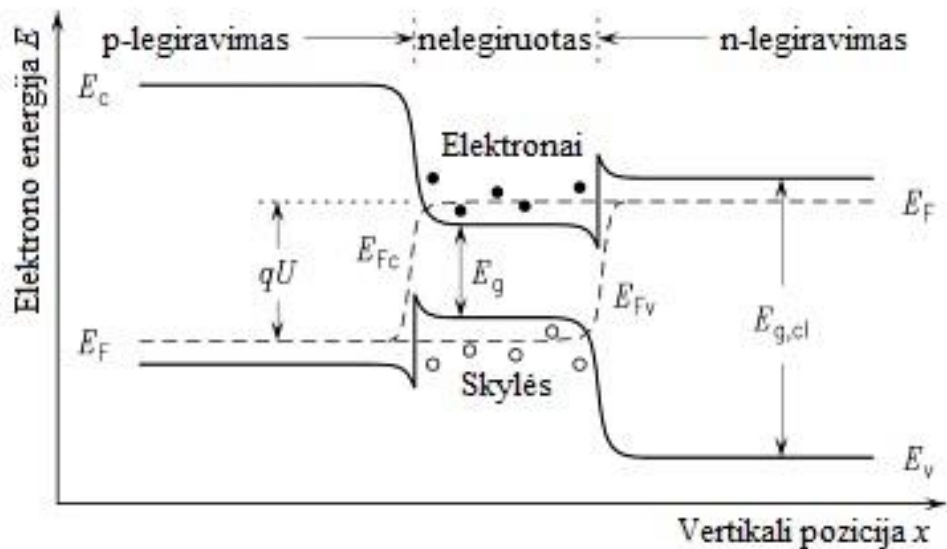 Elektrono energija E
p-legiravimas
nelegiruotas
n-legiravimas
E_c
Elektronai
E_F
E_Fc
qU
E_g
E_Fv
E_g,cl
E_F
Skylės
E_v
Vertikali pozicija x